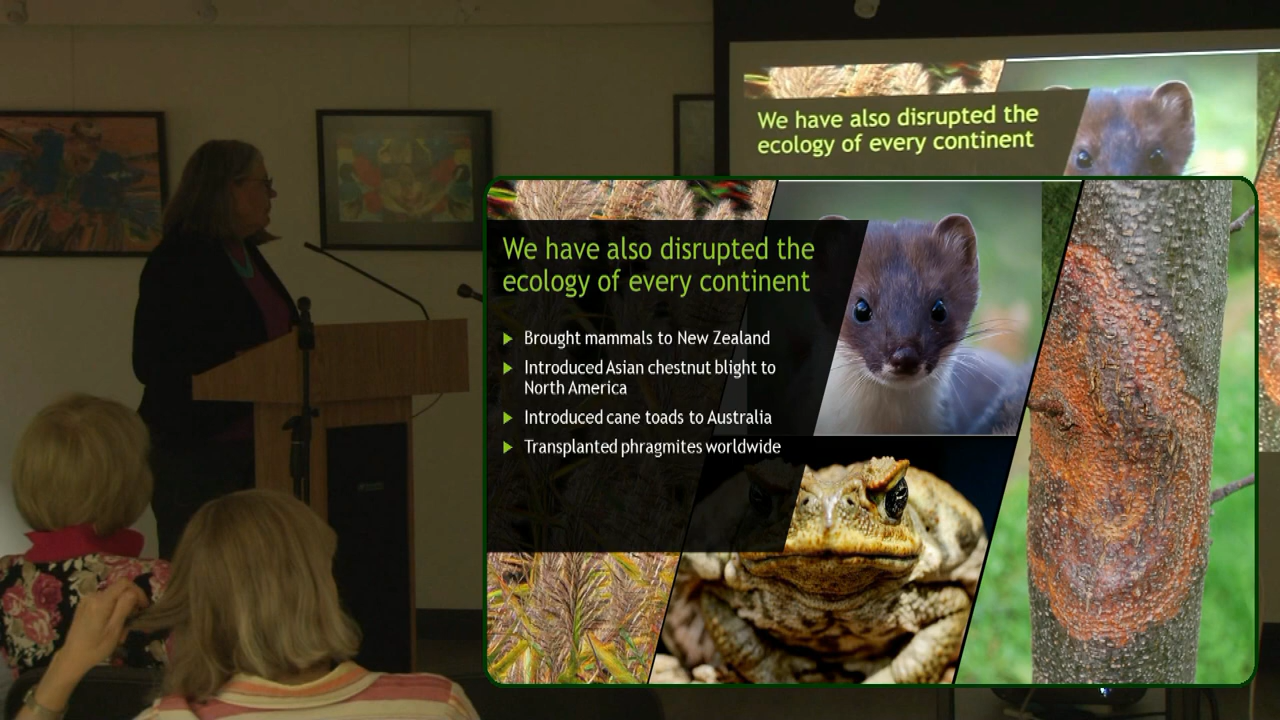 We have also disrupted the
ecology of every continent
We have also disrupted the
ecology of every continent
Brought mammals to New Zealand
Introduced Asian chestnut blight to
North America
Introduced cane toads to Australia
Transplanted phragmites worldwide